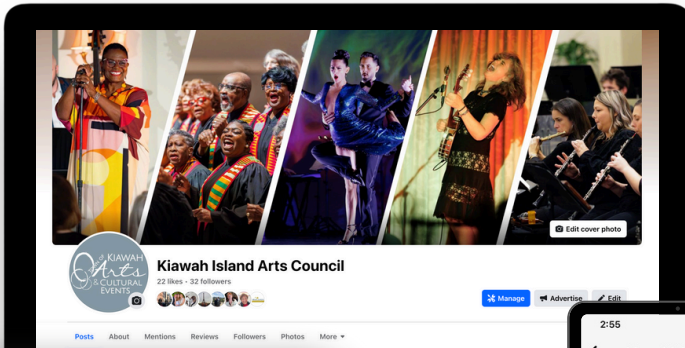 Edit cover photo
KIAWAH
Arts
& CULTURAL
EVENTS
Kiawah Island Arts Council
22 likes • 32 followers
Manage
Advertise
Edit
Posts About Mentions Reviews Followers Photos More
2:55